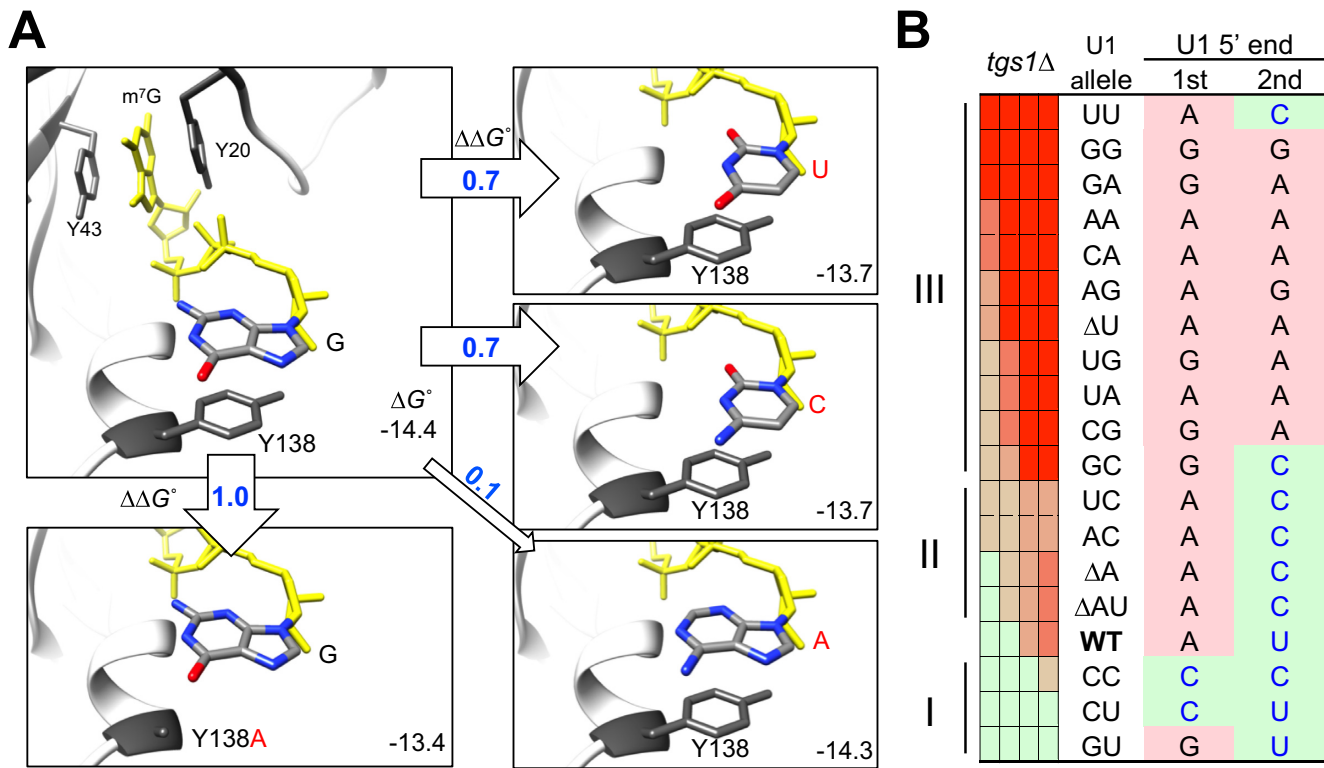 A
m⁷G
Y20
Y43
G
Y138
ΔG°
-14.4
ΔΔG°
0.7
U
Y138
-13.7
0.7
C
Y138
-13.7
0.1
A
Y138
-14.3
ΔΔG°
1.0
G
Y138A
-13.4
B
tgs1Δ
U1 allele
U1 5' end
1st 2nd
III
UU A C
GG G G
GA G A
AA A A
CA A A
AG A G
ΔU A A
UG G A
UA A A
CG G A
GC G C
II
UC A C
AC A C
ΔA A C
ΔAU A C
WT A U
I
CC C C
CU C U
GU G U